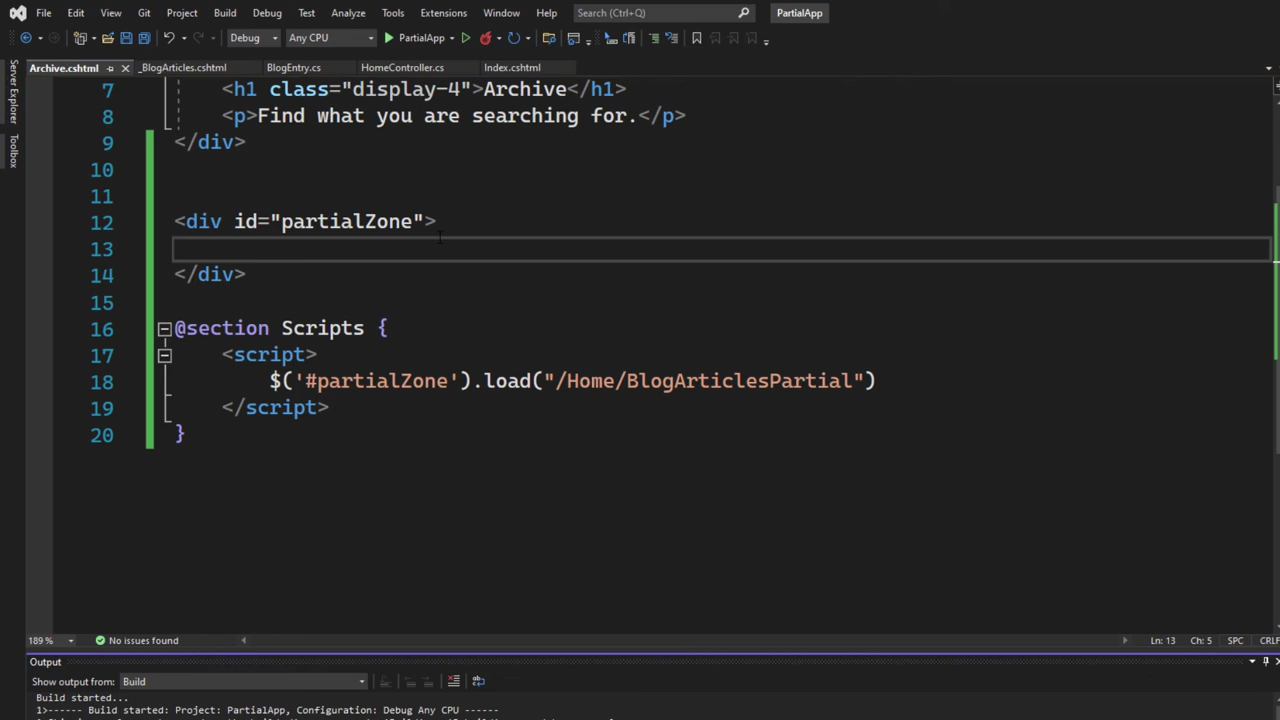 File Edit View Git Project Build Debug Test Analyze Tools Extensions Window Help Search (Ctrl+Q) PartialApp
Debug Any CPU PartialApp
Server Explorer
Toolbox
Archive.cshtml _BlogArticles.cshtml BlogEntry.cs HomeController.cs Index.cshtml
7 <h1 class="display-4">Archive</h1>
8 <p>Find what you are searching for.</p>
9 </div>
10
11
12 <div id="partialZone">
13
14 </div>
15
16 @section Scripts {
17 <script>
18 $('#partialZone').load("/Home/BlogArticlesPartial")
19 </script>
20 }
189 % No issues found Ln: 13 Ch: 5 SPC CRLF
Output
Show output from: Build
Build started...
1>------ Build started: Project: PartialApp, Configuration: Debug Any CPU ------